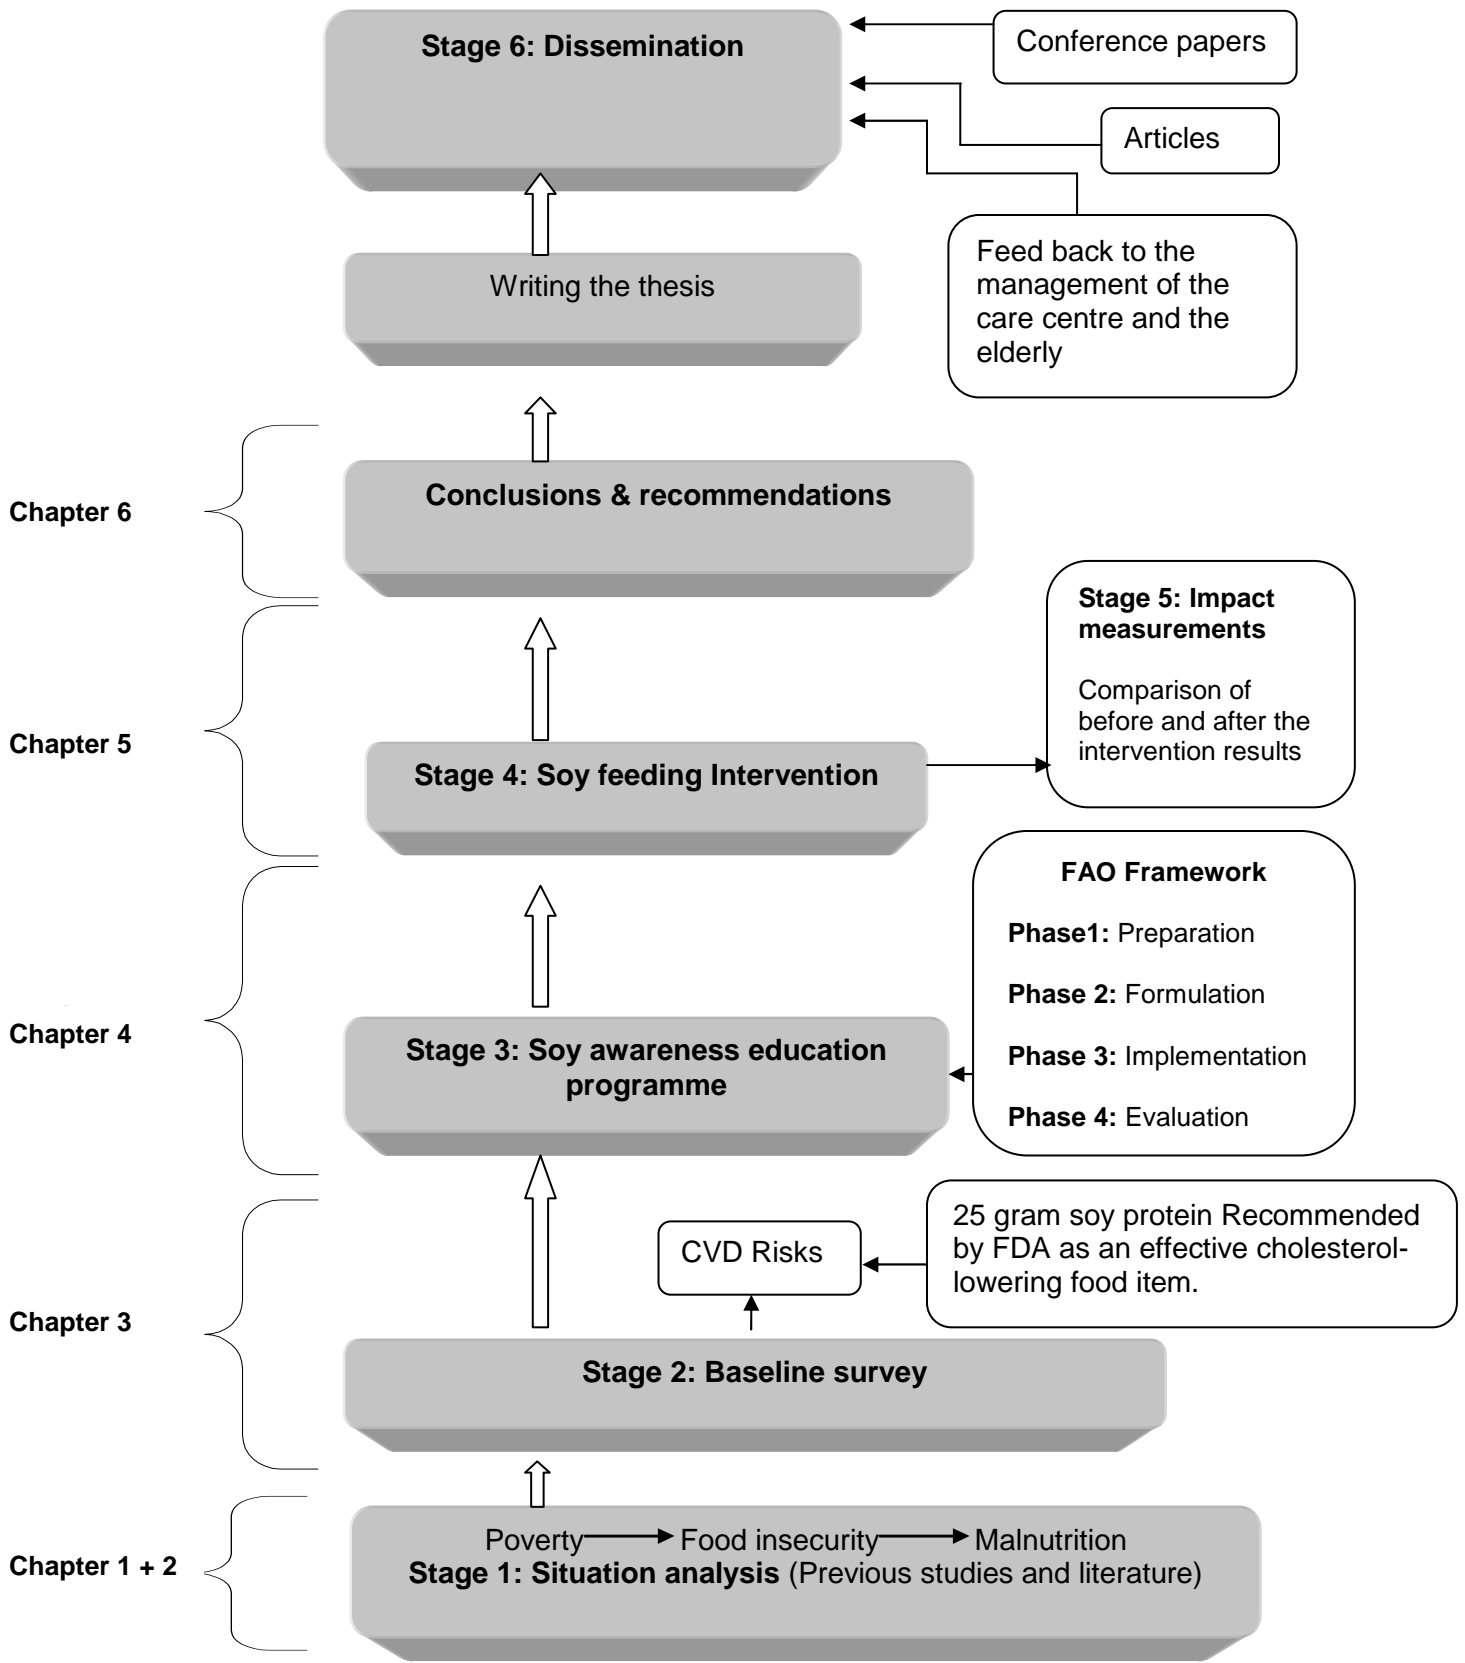 Stage 6: Dissemination
Conference papers
Articles
Feed back to the
management of the
care centre and the
elderly
Writing the thesis
Chapter 6
Conclusions & recommendations
Stage 5: Impact
measurements
Comparison of
before and after the
intervention results
Chapter 5
Stage 4: Soy feeding Intervention
FAO Framework
Phase1: Preparation
Phase 2: Formulation
Phase 3: Implementation
Phase 4: Evaluation
Chapter 4
Stage 3: Soy awareness education
programme
25 gram soy protein Recommended
by FDA as an effective cholesterol-
lowering food item.
CVD Risks
Chapter 3
Stage 2: Baseline survey
Chapter 1 + 2
Poverty Food insecurity Malnutrition
Stage 1: Situation analysis (Previous studies and literature)